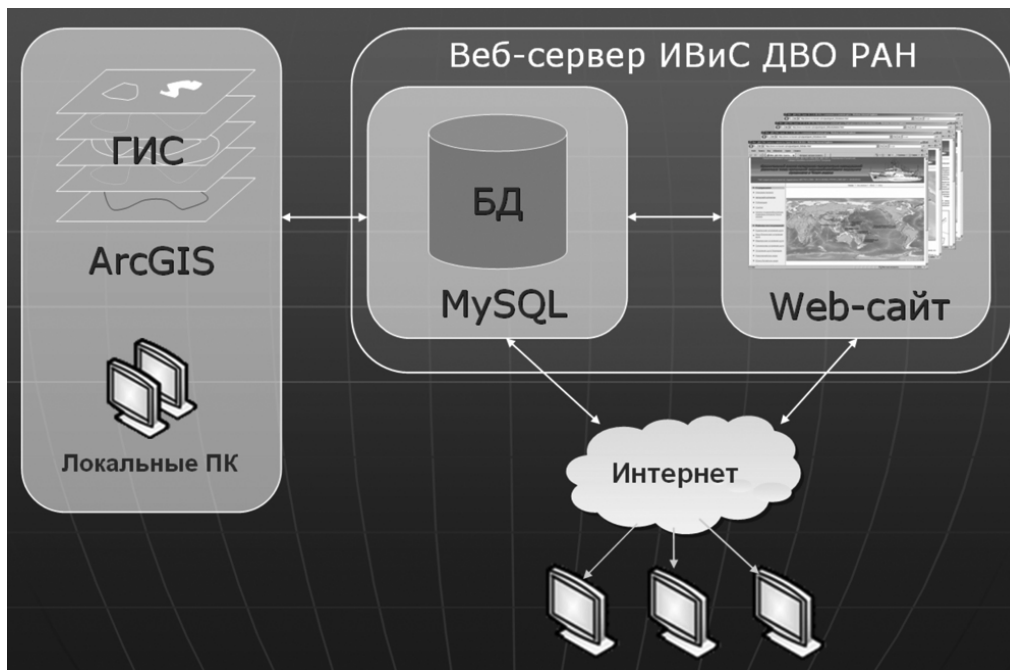 Веб-сервер ИВиС ДВО РАН
ГИС
ArcGIS
Локальные ПК
БД
MySQL
Web-сайт
Интернет